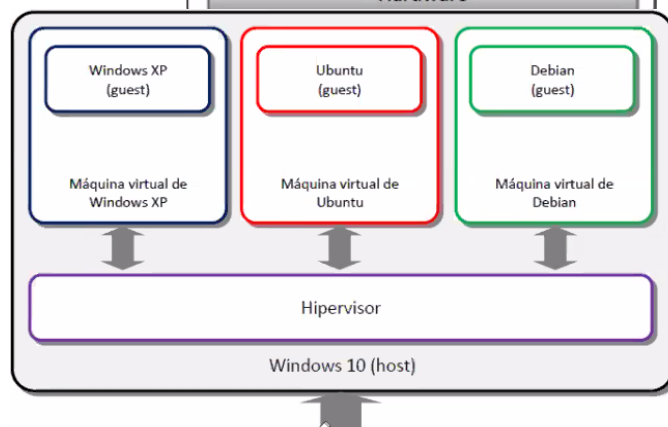 Hardware
Windows XP
(guest)
Ubuntu
(guest)
Debian
(guest)
Máquina virtual de
Windows XP
Máquina virtual de
Ubuntu
Máquina virtual de
Debian
Hipervisor
Windows 10 (host)